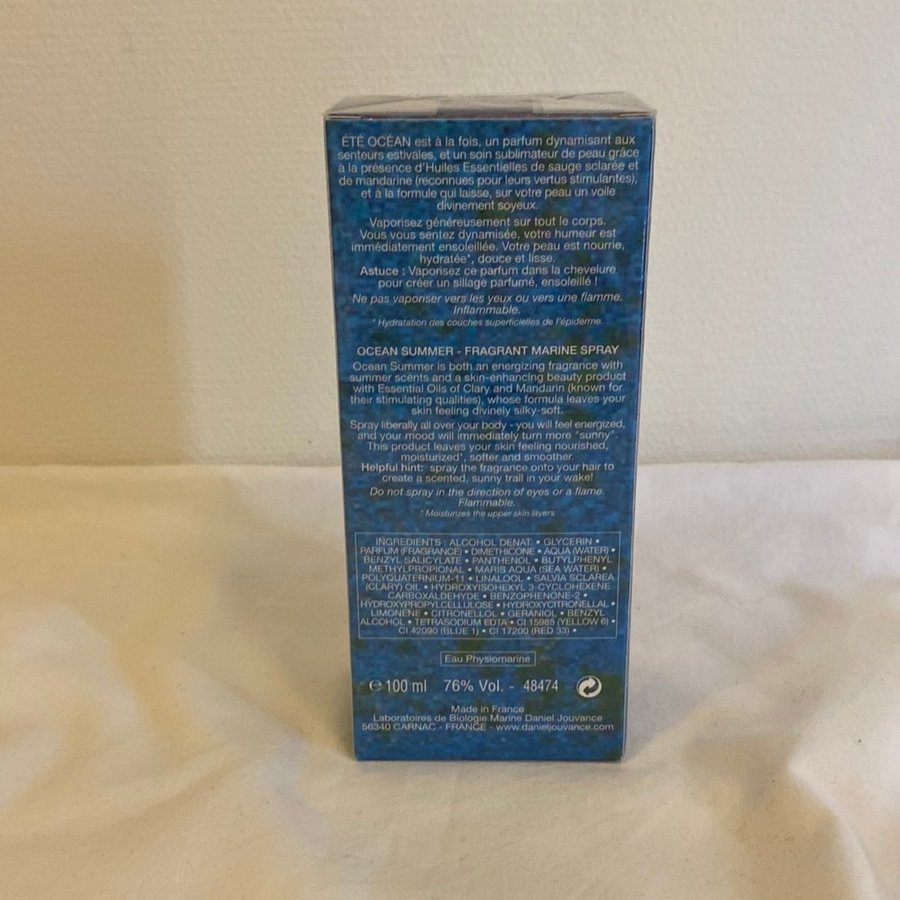 ÉTÉ OCÉAN est à la fois, un parfum dynamisant aux
senteurs estivales, et un soin sublimateur de peau grâce
à la présence d'Huiles Essentielles de sauge sclarée et
de mandarine (reconnues pour leurs vertus stimulantes),
et à la formule qui laisse, sur votre peau un voile
divinement soyeux.
Vaporisez généreusement sur tout le corps.
Vous vous sentez dynamisée, votre humeur est
immédiatement ensoleillée. Votre peau est nourrie,
hydratée*, douce et lisse.
Astuce : Vaporisez ce parfum dans la chevelure
pour créer un sillage parfumé, ensoleillé !
Ne pas vaporiser vers les yeux ou vers une flamme.
Inflammable.
* Hydratation des couches superficielles de l'épiderme.
OCEAN SUMMER - FRAGRANT MARINE SPRAY
Ocean Summer is both an energizing fragrance with
summer scents and a skin-enhancing beauty product
with Essential Oils of Clary and Mandarin (known for
their stimulating qualities), whose formula leaves your
skin feeling divinely silky-soft.
Spray liberally all over your body - you will feel energized,
and your mood will immediately turn more "sunny".
This product leaves your skin feeling nourished,
moisturized*, softer and smoother.
Helpful hint: spray the fragrance onto your hair to
create a scented, sunny trail in your wake!
Do not spray in the direction of eyes or a flame.
Flammable.
* Moisturizes the upper skin layers
INGREDIENTS : ALCOHOL DENAT. • GLYCERIN •
PARFUM (FRAGRANCE) • DIMETHICONE • AQUA (WATER) •
BENZYL SALICYLATE • PANTHENOL • BUTYLPHENYL
METHYLPROPIONAL • MARIS AQUA (SEA WATER) •
POLYQUATERNIUM-11 • LINALOOL • SALVIA SCLAREA
(CLARY) OIL • HYDROXYISOHEXYL 3-CYCLOHEXENE
CARBOXALDEHYDE • BENZOPHENONE-2 •
HYDROXYPROPYLCELLULOSE • HYDROXYCITRONELLAL •
LIMONENE • CITRONELLOL • GERANIOL • BENZYL
ALCOHOL • TETRASODIUM EDTA • CI 15985 (YELLOW 6) •
CI 42090 (BLUE 1) • CI 17200 (RED 33) •
Eau Physiomarine
℮ 100 ml 76% Vol. - 48474
Made in France
Laboratoires de Biologie Marine Daniel Jouvance
56340 CARNAC - FRANCE - www.danieljouvance.com